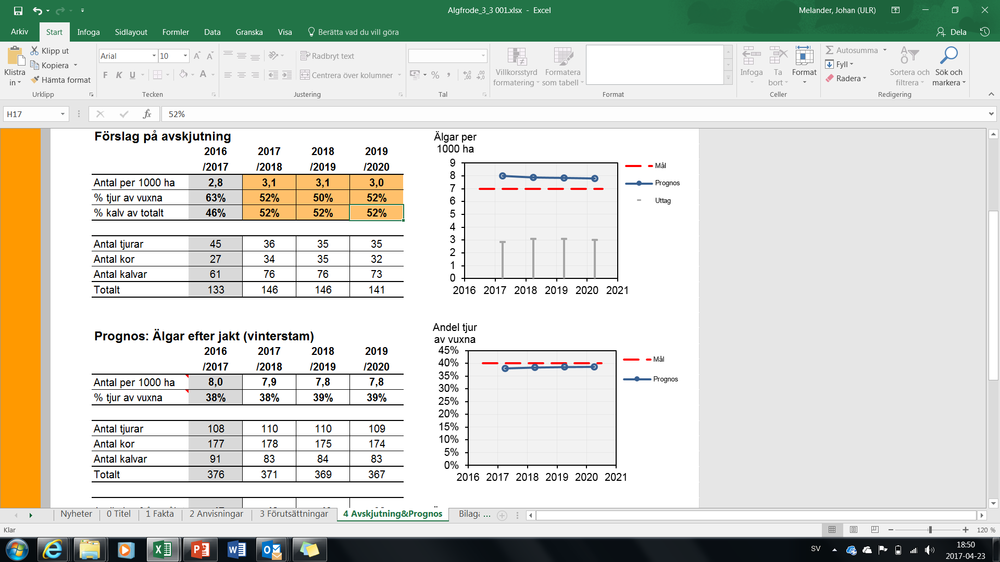 Algfrode_3_3 001.xlsx - Excel
Melander, Johan (ULR)
Arkiv Start Infoga Sidlayout Formler Data Granska Visa Berätta vad du vill göra Dela
Klistra in
Klipp ut
Kopiera
Hämta format
Urklipp
Arial 10
F K U A
Tecken
Radbryt text
Centrera över kolumner
Justering
%
Tal
Villkorsstyrd formatering
Formatera som tabell
Format
Infoga
Ta bort
Format
Celler
Autosumma
Fyll
Radera
Sortera och filtrera
Sök och markera
Redigering
H17 fx 52%
Förslag på avskjutning
2016 2017 2018 2019
/2017 /2018 /2019 /2020
Antal per 1000 ha 2,8 3,1 3,1 3,0
% tjur av vuxna 63% 52% 50% 52%
% kalv av totalt 46% 52% 52% 52%
Antal tjurar 45 36 35 35
Antal kor 27 34 35 32
Antal kalvar 61 76 76 73
Totalt 133 146 146 141
Älgar per
1000 ha
9
8
7
6
5
4
3
2
1
0
2016 2017 2018 2019 2020 2021
Mål
Prognos
Uttag
Prognos: Älgar efter jakt (vinterstam)
2016 2017 2018 2019
/2017 /2018 /2019 /2020
Antal per 1000 ha 8,0 7,9 7,8 7,8
% tjur av vuxna 38% 38% 39% 39%
Antal tjurar 108 110 110 109
Antal kor 177 178 175 174
Antal kalvar 91 83 84 83
Totalt 376 371 369 367
Andel tjur
av vuxna
45%
40%
35%
30%
25%
20%
15%
10%
5%
0%
2016 2017 2018 2019 2020 2021
Mål
Prognos
Nyheter 0 Titel 1 Fakta 2 Anvisningar 3 Förutsättningar 4 Avskjutning&Prognos Bilaga ...
Klar
120 %
SV
18:50
2017-04-23